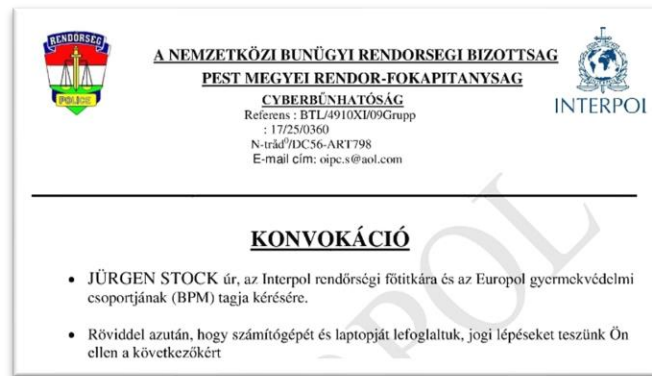 RENDŐRSÉG
POLICE
A NEMZETKÖZI BUNÜGYI RENDORSEGI BIZOTTSAG
PEST MEGYEI RENDOR-FOKAPITANYSAG
CYBERBŰNHATÓSÁG
Referens : BTL/4910XI/09Grupp
: 17/25/0360
N-tråd⁰/DC56-ART798
E-mail cím: oipc.s@aol.com
INTERPOL
KONVOKÁCIÓ
• JÜRGEN STOCK úr, az Interpol rendőrségi főtitkára és az Europol gyermekvédelmi
csoportjának (BPM) tagja kérésére.
• Röviddel azután, hogy számítógépét és laptopját lefoglaltuk, jogi lépéseket teszünk Ön
ellen a következőkért